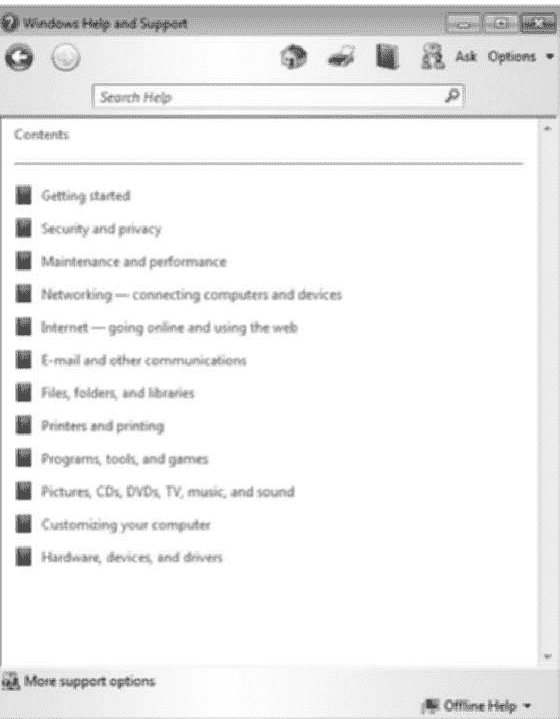 Windows Help and Support
Ask Options
Search Help
Contents
Getting started
Security and privacy
Maintenance and performance
Networking — connecting computers and devices
Internet — going online and using the web
E-mail and other communications
Files, folders, and libraries
Printers and printing
Programs, tools, and games
Pictures, CDs, DVDs, TV, music, and sound
Customizing your computer
Hardware, devices, and drivers
More support options
Offline Help